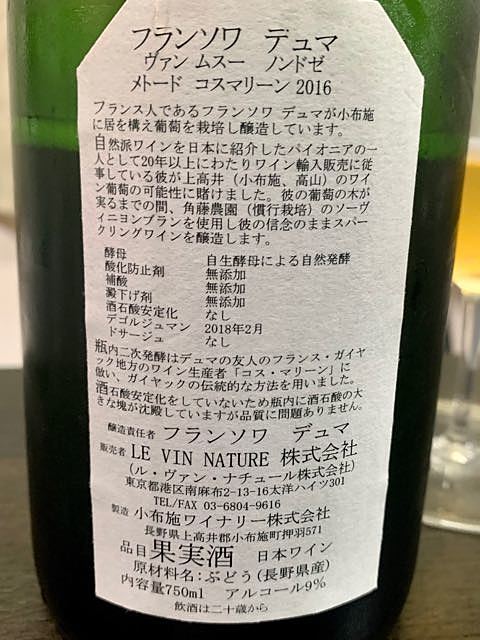 フランソワ　デュマ
ヴァン ムスー　ノンドゼ
メトード　コスマリーン 2016
フランス人であるフランソワ デュマが小布施
に居を構え葡萄を栽培し醸造しています。
自然派ワインを日本に紹介したパイオニアの一
人として20年以上にわたりワイン輸入販売に従
事している彼が上高井（小布施、高山）のワイ
ン葡萄の可能性に賭けました。彼の葡萄の木が
実るまでの間、角藤農園（慣行栽培）のソーヴ
ィニヨンブランを使用し彼の信念のままスパー
クリングワインを醸造します。
酵母　自生酵母による自然発酵
酸化防止剤　無添加
補酸　無添加
澱下げ剤　無添加
酒石酸安定化　なし
デゴルジュマン　2018年2月
ドサージュ　なし
瓶内二次発酵はデュマの友人のフランス・ガイヤ
ック地方のワイン生産者「コス・マリーン」に
倣い、ガイヤックの伝統的な方法を用いました。
酒石酸安定化をしていないため瓶内に酒石酸の大
きな塊が沈殿していますが品質に問題ありません。
醸造責任者　フランソワ　デュマ
販売者　LE VIN NATURE 株式会社
（ル・ヴァン・ナチュール株式会社）
東京都港区南麻布2-13-16太洋ハイツ301
TEL/FAX 03-6804-9616
製造　小布施ワイナリー株式会社
長野県上高井郡小布施町押羽571
品目 果実酒　日本ワイン
原材料名：ぶどう（長野県産）
内容量750ml　アルコール9%
飲酒は二十歳から